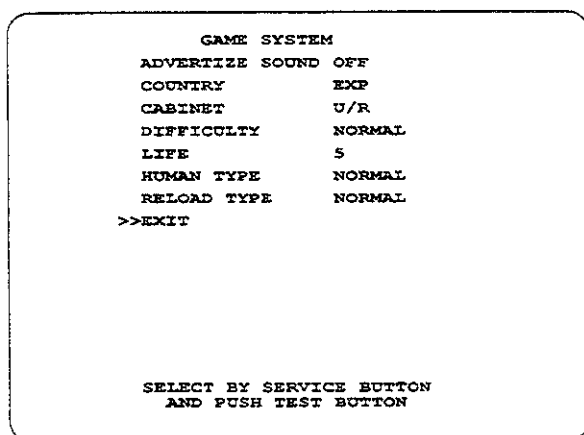 GAME SYSTEM
ADVERTIZE SOUND OFF
COUNTRY EXP
CABINET U/R
DIFFICULTY NORMAL
LIFE 5
HUMAN TYPE NORMAL
RELOAD TYPE NORMAL
>>EXIT
SELECT BY SERVICE BUTTON
AND PUSH TEST BUTTON